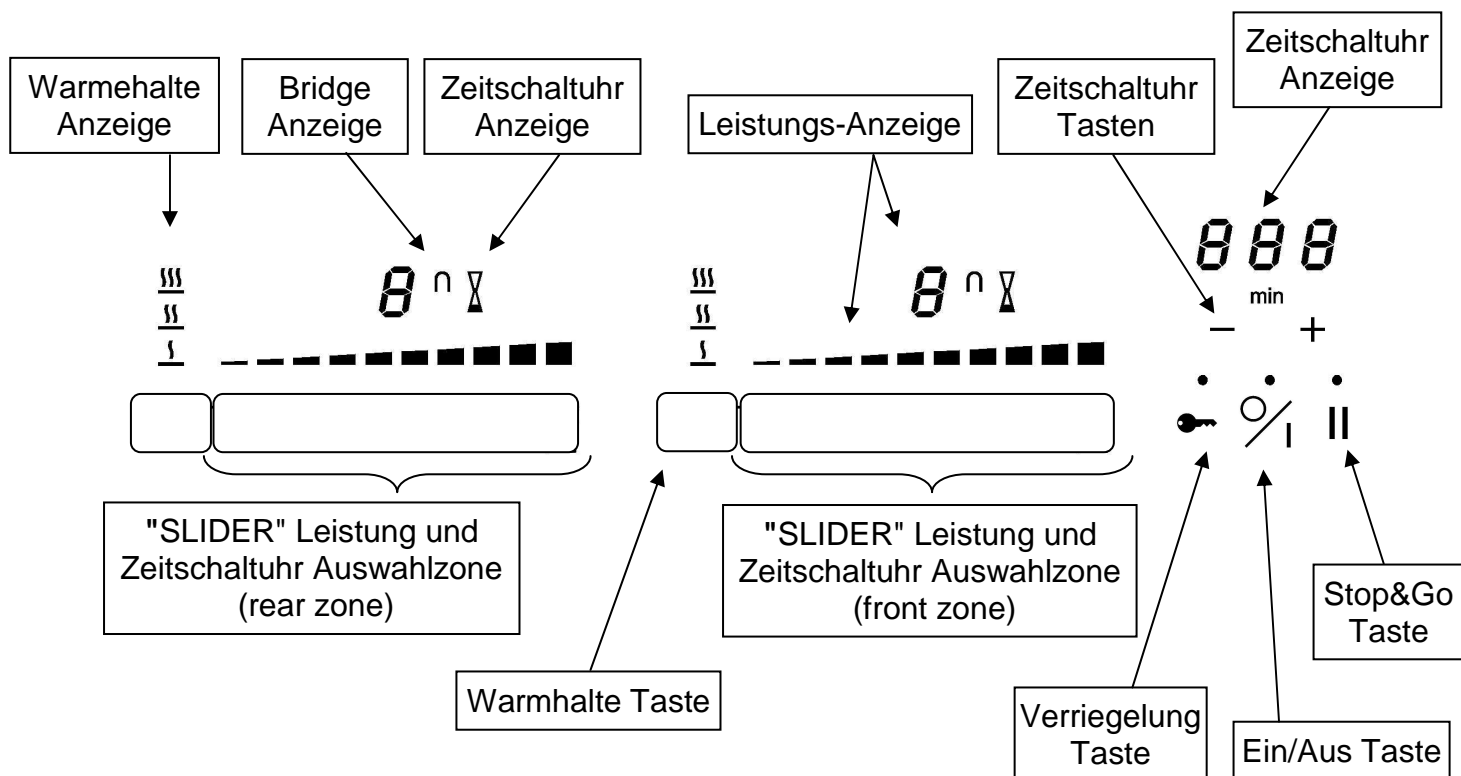 Warmehalte
Anzeige
Bridge
Anzeige
Zeitschaltuhr
Anzeige
Leistungs-Anzeige
Zeitschaltuhr
Tasten
Zeitschaltuhr
Anzeige
8
8
888
min
− +
"SLIDER" Leistung und
Zeitschaltuhr Auswahlzone
(rear zone)
"SLIDER" Leistung und
Zeitschaltuhr Auswahlzone
(front zone)
Warmhalte Taste
Verriegelung
Taste
Ein/Aus Taste
Stop&Go
Taste